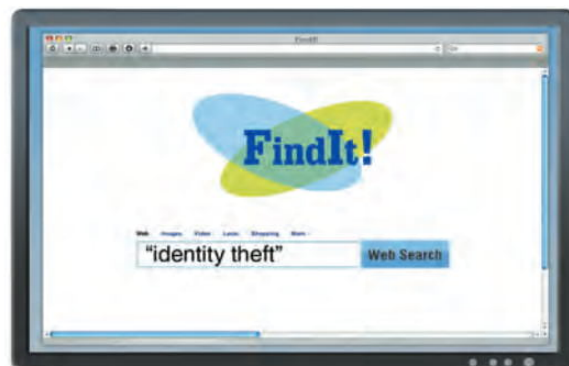 FindIt
FindIt!
Web Images Video Local Shopping More
“identity theft”
Web Search